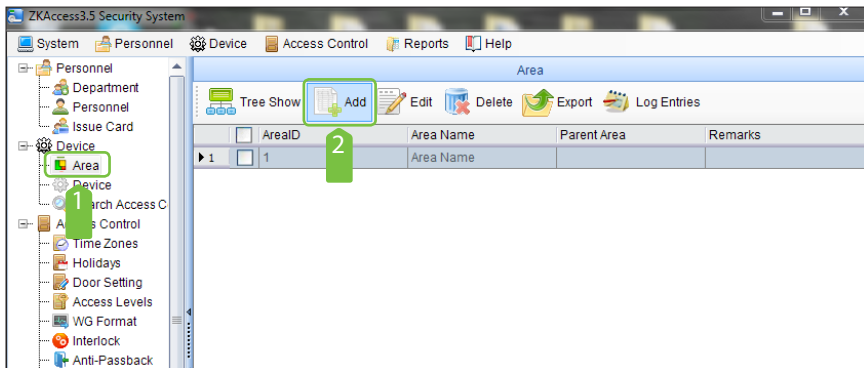 ZKAccess3.5 Security System
System Personnel Device Access Control Reports Help
Personnel
Department
Personnel
Issue Card
Device
Area
Device
arch Access C
Control
Time Zones
Holidays
Door Setting
Access Levels
WG Format
Interlock
Anti-Passback
1
Area
Tree Show Add Edit Delete Export Log Entries
2
AreaID Area Name Parent Area Remarks
1 1 Area Name